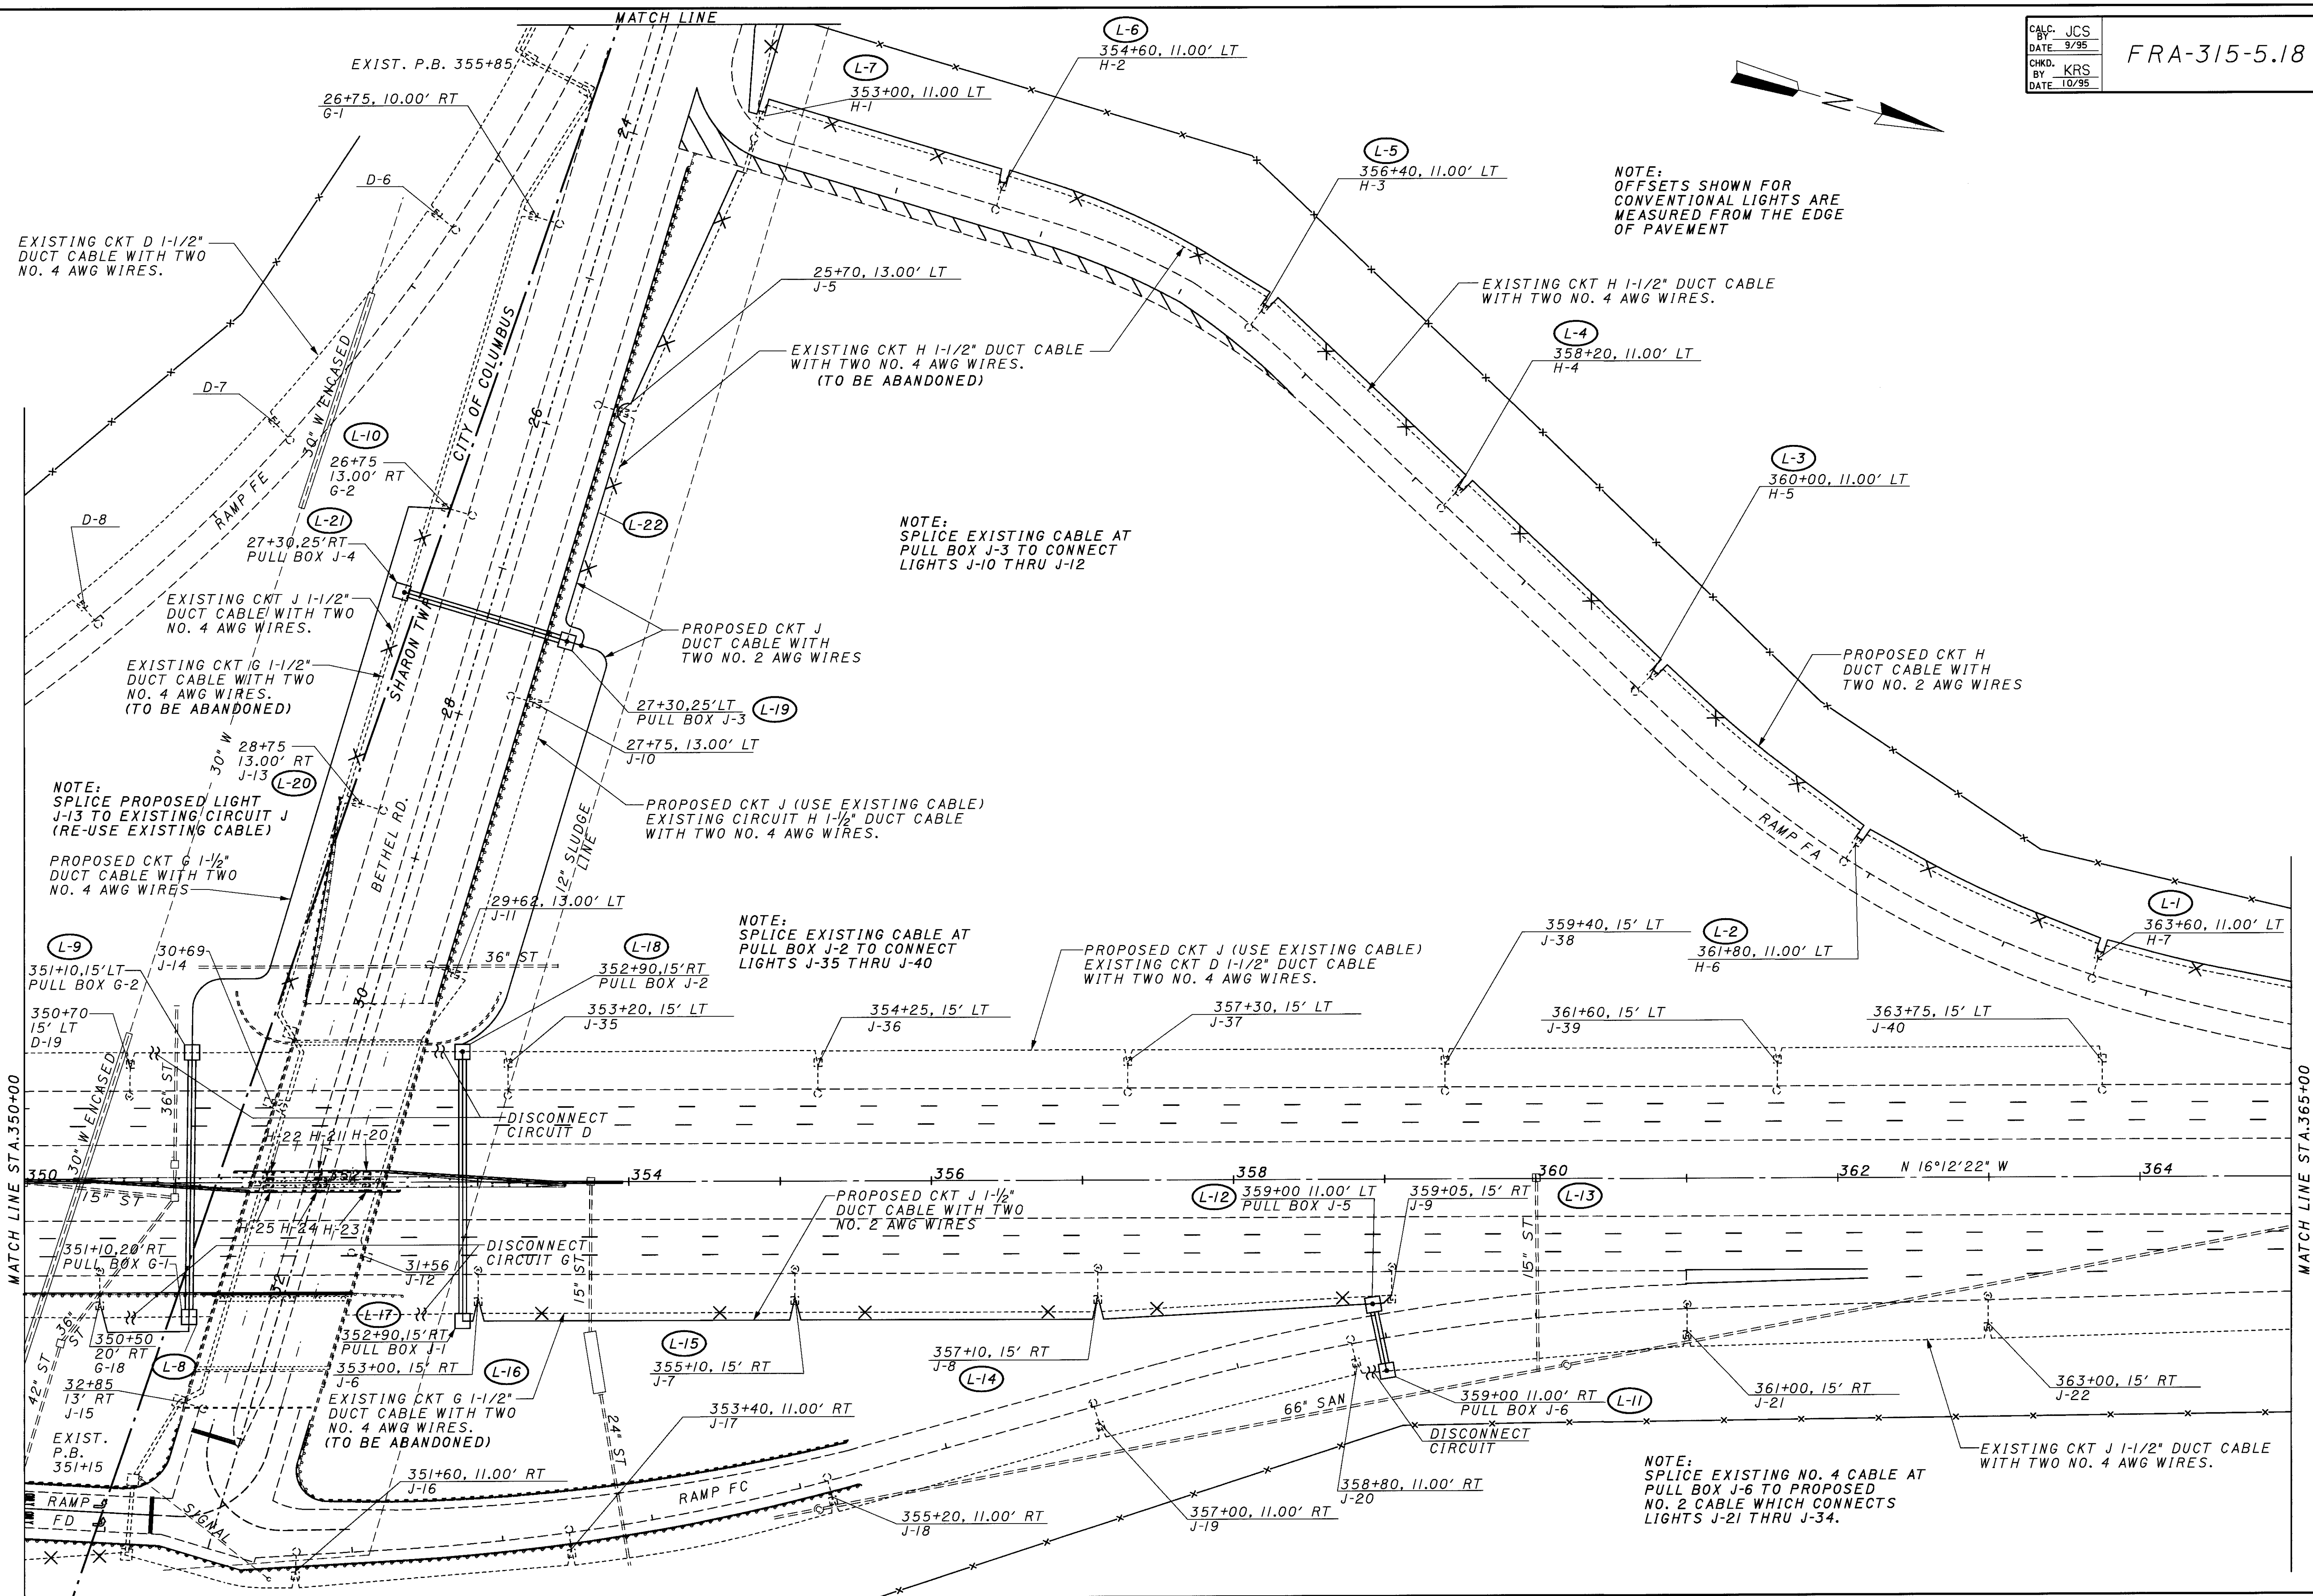 MATCH LINE
CALC. BY JCS
DATE 9/95
CHKD. BY KRS
DATE 10/95
FRA-315-5.18
EXIST. P.B. 355+85
26+75, 10.00' RT
G-1
L-7
353+00, 11.00 LT
H-1
L-6
354+60, 11.00' LT
H-2
N
L-5
356+40, 11.00' LT
H-3
NOTE:
OFFSETS SHOWN FOR
CONVENTIONAL LIGHTS ARE
MEASURED FROM THE EDGE
OF PAVEMENT
D-6
24
EXISTING CKT D 1-1/2"
DUCT CABLE WITH TWO
NO. 4 AWG WIRES.
25+70, 13.00' LT
J-5
EXISTING CKT H 1-1/2" DUCT CABLE
WITH TWO NO. 4 AWG WIRES.
L-4
358+20, 11.00' LT
H-4
EXISTING CKT H 1-1/2" DUCT CABLE
WITH TWO NO. 4 AWG WIRES.
(TO BE ABANDONED)
D-7
30" W ENCASED
CITY OF COLUMBUS
26
L-10
26+75
13.00' RT
G-2
RAMP FE
L-3
360+00, 11.00' LT
H-5
D-8
L-21
27+30,25'RT
PULL BOX J-4
L-22
NOTE:
SPLICE EXISTING CABLE AT
PULL BOX J-3 TO CONNECT
LIGHTS J-10 THRU J-12
EXISTING CKT J 1-1/2"
DUCT CABLE WITH TWO
NO. 4 AWG WIRES.
SHARON TWP
PROPOSED CKT J
DUCT CABLE WITH
TWO NO. 2 AWG WIRES
EXISTING CKT G 1-1/2"
DUCT CABLE WITH TWO
NO. 4 AWG WIRES.
(TO BE ABANDONED)
PROPOSED CKT H
DUCT CABLE WITH
TWO NO. 2 AWG WIRES
28
27+30,25'LT
PULL BOX J-3
L-19
27+75, 13.00' LT
J-10
30" W
28+75
13.00' RT
J-13
L-20
NOTE:
SPLICE PROPOSED LIGHT
J-13 TO EXISTING CIRCUIT J
(RE-USE EXISTING CABLE)
PROPOSED CKT J (USE EXISTING CABLE)
EXISTING CIRCUIT H 1-1/2" DUCT CABLE
WITH TWO NO. 4 AWG WIRES.
BETHEL RD.
12" SLUDGE
LINE
RAMP FA
PROPOSED CKT G 1-1/2"
DUCT CABLE WITH TWO
NO. 4 AWG WIRES
29+62, 13.00' LT
J-11
L-1
363+60, 11.00' LT
H-7
L-9
351+10,15'LT
PULL BOX G-2
30+69
J-14
36" ST
L-18
352+90,15'RT
PULL BOX J-2
NOTE:
SPLICE EXISTING CABLE AT
PULL BOX J-2 TO CONNECT
LIGHTS J-35 THRU J-40
PROPOSED CKT J (USE EXISTING CABLE)
EXISTING CKT D 1-1/2" DUCT CABLE
WITH TWO NO. 4 AWG WIRES.
359+40, 15' LT
J-38
L-2
361+80, 11.00' LT
H-6
350+70
15' LT
D-19
30
353+20, 15' LT
J-35
354+25, 15' LT
J-36
357+30, 15' LT
J-37
361+60, 15' LT
J-39
363+75, 15' LT
J-40
36" ST
30" W ENCASED
MATCH LINE STA.350+00
MATCH LINE STA.365+00
DISCONNECT
CIRCUIT D
H-22 H-21 H-20
350
352
354
356
358
360
362
N 16°12'22" W
364
15" ST
H-25 H-24 H-23
PROPOSED CKT J 1-1/2"
DUCT CABLE WITH TWO
NO. 2 AWG WIRES
L-12
359+00 11.00' LT
PULL BOX J-5
359+05, 15' RT
J-9
L-13
351+10,20'RT
PULL BOX G-1
31+56
J-12
DISCONNECT
CIRCUIT G
15" ST
15" ST
32
350+50
20' RT
G-18
L-8
36" ST
42" ST
L-17
352+90,15'RT
PULL BOX J-1
353+00, 15' RT
J-6
L-16
L-15
355+10, 15' RT
J-7
357+10, 15' RT
J-8
L-14
32+85
13' RT
J-15
EXISTING CKT G 1-1/2"
DUCT CABLE WITH TWO
NO. 4 AWG WIRES.
(TO BE ABANDONED)
353+40, 11.00' RT
J-17
24" ST
66" SAN
359+00 11.00' RT
PULL BOX J-6
L-11
361+00, 15' RT
J-21
363+00, 15' RT
J-22
DISCONNECT
CIRCUIT
EXIST.
P.B.
351+15
351+60, 11.00' RT
J-16
RAMP FC
358+80, 11.00' RT
J-20
EXISTING CKT J 1-1/2" DUCT CABLE
WITH TWO NO. 4 AWG WIRES.
NOTE:
SPLICE EXISTING NO. 4 CABLE AT
PULL BOX J-6 TO PROPOSED
NO. 2 CABLE WHICH CONNECTS
LIGHTS J-21 THRU J-34.
RAMP
FD
SIGNAL
355+20, 11.00' RT
J-18
357+00, 11.00' RT
J-19